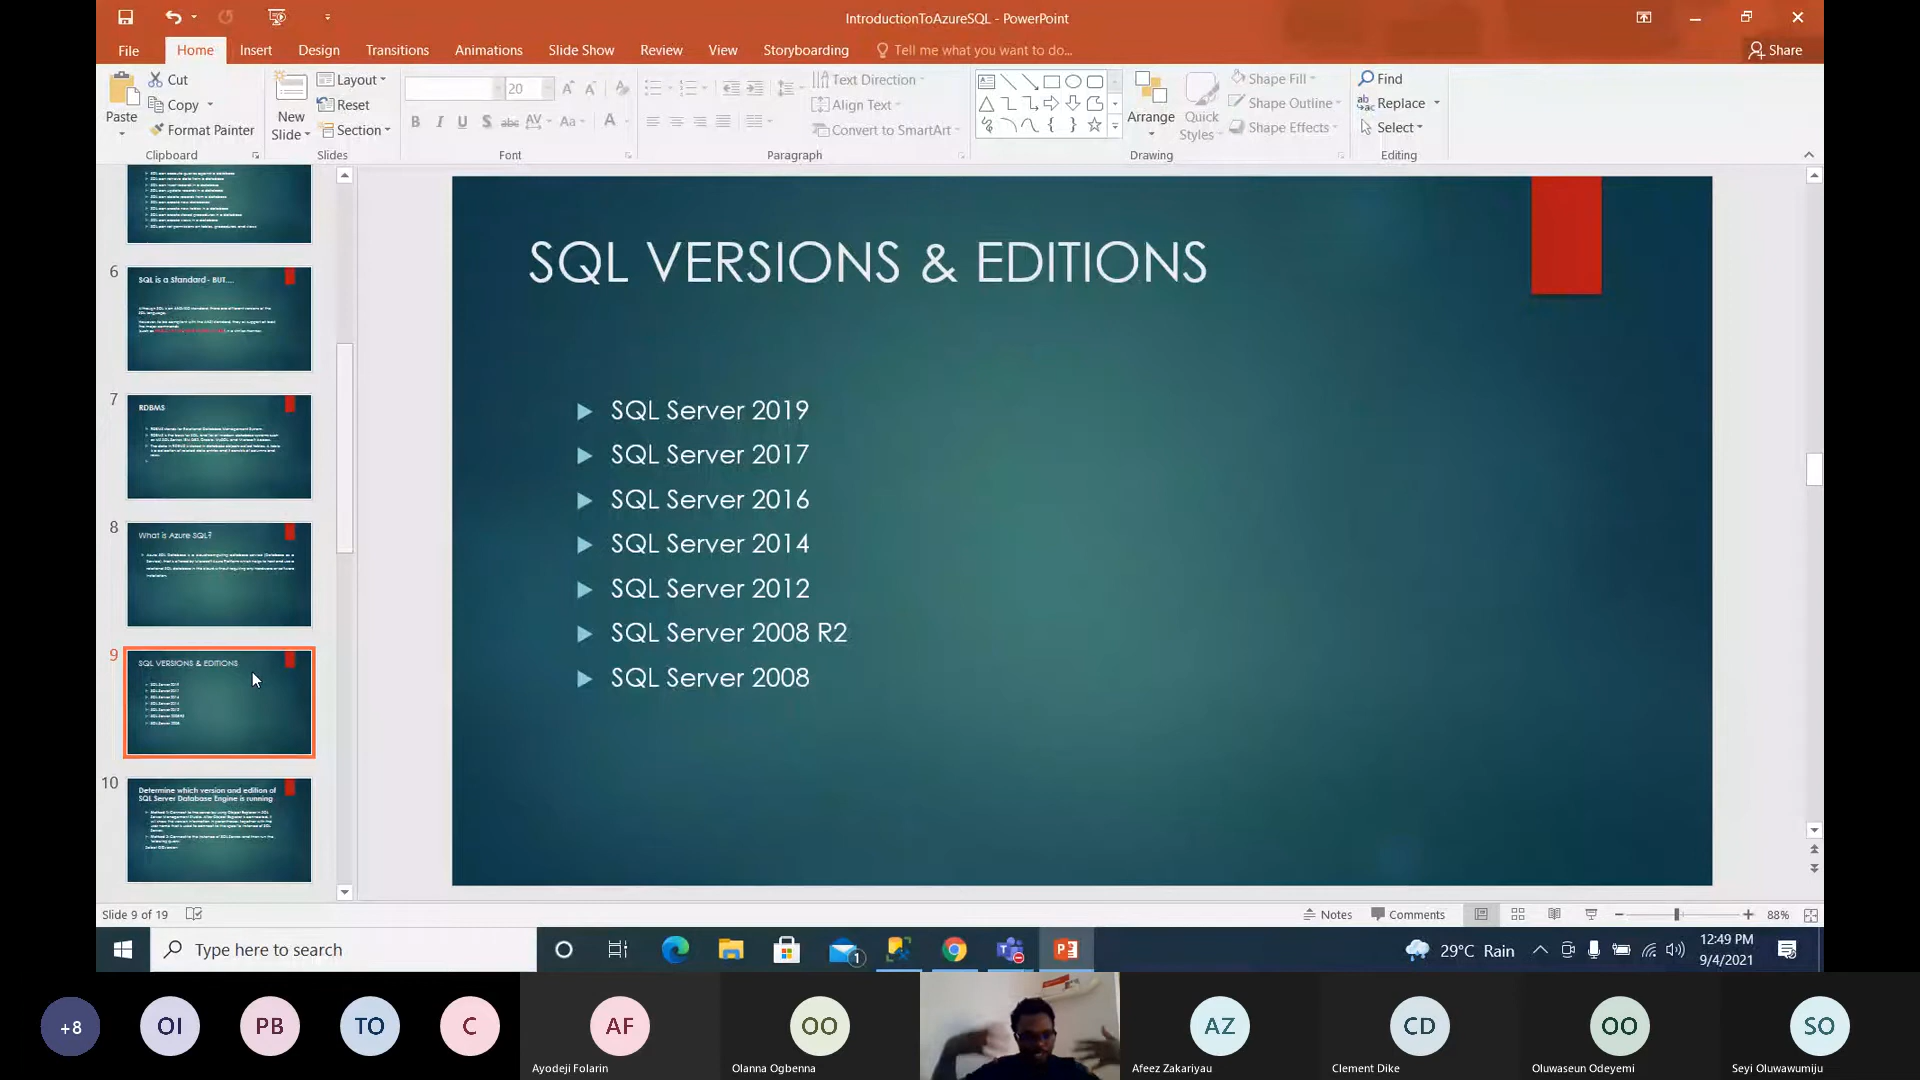 IntroductionToAzureSQL - PowerPoint
File Home Insert Design Transitions Animations Slide Show Review View Storyboarding Tell me what you want to do... Share
Paste
Cut
Copy
Format Painter
Clipboard
New Slide
Layout
Reset
Section
Slides
20
Font
Text Direction
Align Text
Convert to SmartArt
Paragraph
Arrange
Quick Styles
Shape Fill
Shape Outline
Shape Effects
Drawing
Find
Replace
Select
Editing
6
SQL is a Standard - BUT....
7
RDBMS
8
What is Azure SQL?
9
SQL VERSIONS & EDITIONS
10
Determine which version and edition of
SQL Server Database Engine is running
SQL VERSIONS & EDITIONS
SQL Server 2019
SQL Server 2017
SQL Server 2016
SQL Server 2014
SQL Server 2012
SQL Server 2008 R2
SQL Server 2008
Slide 9 of 19
Notes Comments 88%
Type here to search
1
29°C Rain
12:49 PM
9/4/2021
+8 OI PB TO C AF OO AZ CD OO SO
Ayodeji Folarin Olanna Ogbenna Afeez Zakariyau Clement Dike Oluwaseun Odeyemi Seyi Oluwawumiju